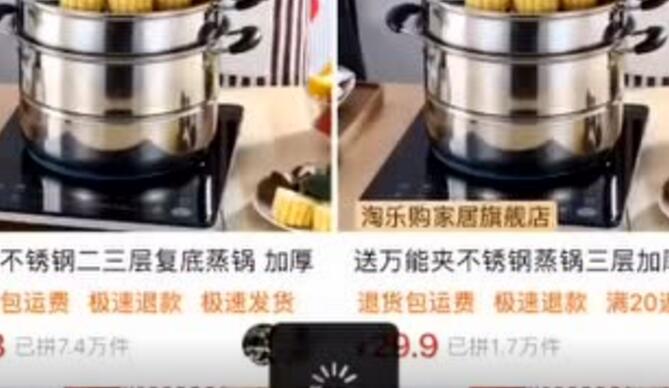 淘乐购家居旗舰店
不锈钢二三层复底蒸锅 加厚
送万能夹不锈钢蒸锅三层加
包运费 极速退款 极速发货
退货包运费 极速退款 满20
已拼7.4万件
9.9 已拼1.7万件